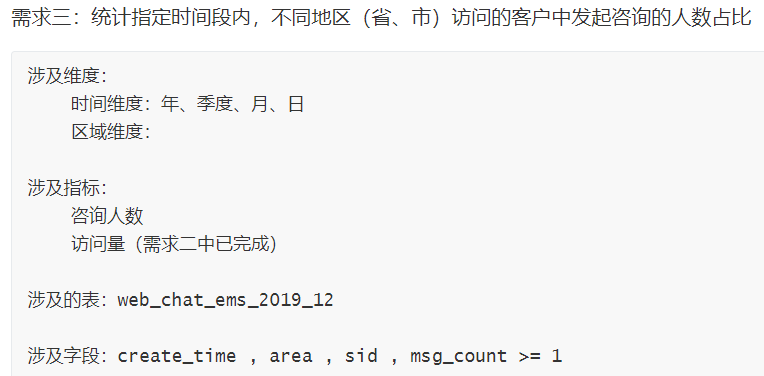 需求三：统计指定时间段内，不同地区（省、市）访问的客户中发起咨询的人数占比
涉及维度：
时间维度：年、季度、月、日
区域维度：
涉及指标：
咨询人数
访问量（需求二中已完成）
涉及的表：web_chat_ems_2019_12
涉及字段：create_time , area , sid , msg_count >= 1